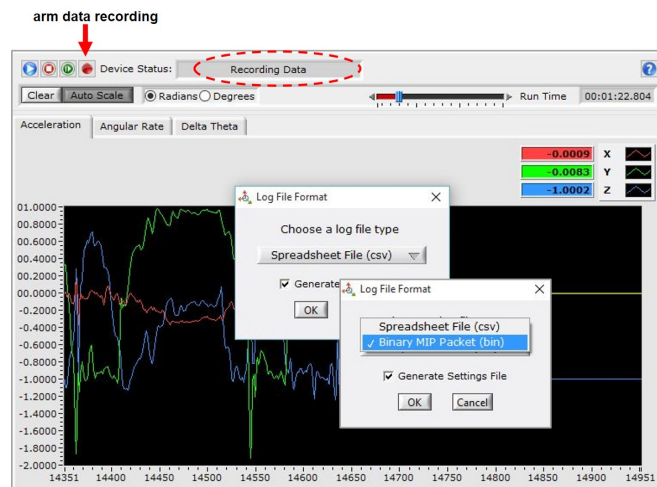 arm data recording
Device Status: Recording Data
Clear Auto Scale Radians Degrees Run Time 00:01:22.804
Acceleration Angular Rate Delta Theta
-0.0009 X
-0.0083 Y
-1.0002 Z
Log File Format
Choose a log file type
Spreadsheet File (csv)
Generate
OK
Log File Format
Spreadsheet File (csv)
Binary MIP Packet (bin)
Generate Settings File
OK Cancel
01.0000
00.8000
00.6000
00.4000
00.2000
00.0000
-0.2000
-0.4000
-0.6000
-0.8000
-1.0000
-1.2000
-1.4000
-1.6000
-1.8000
-2.0000
14351 14400 14450 14500 14550 14600 14650 14700 14750 14800 14850 14900 14951